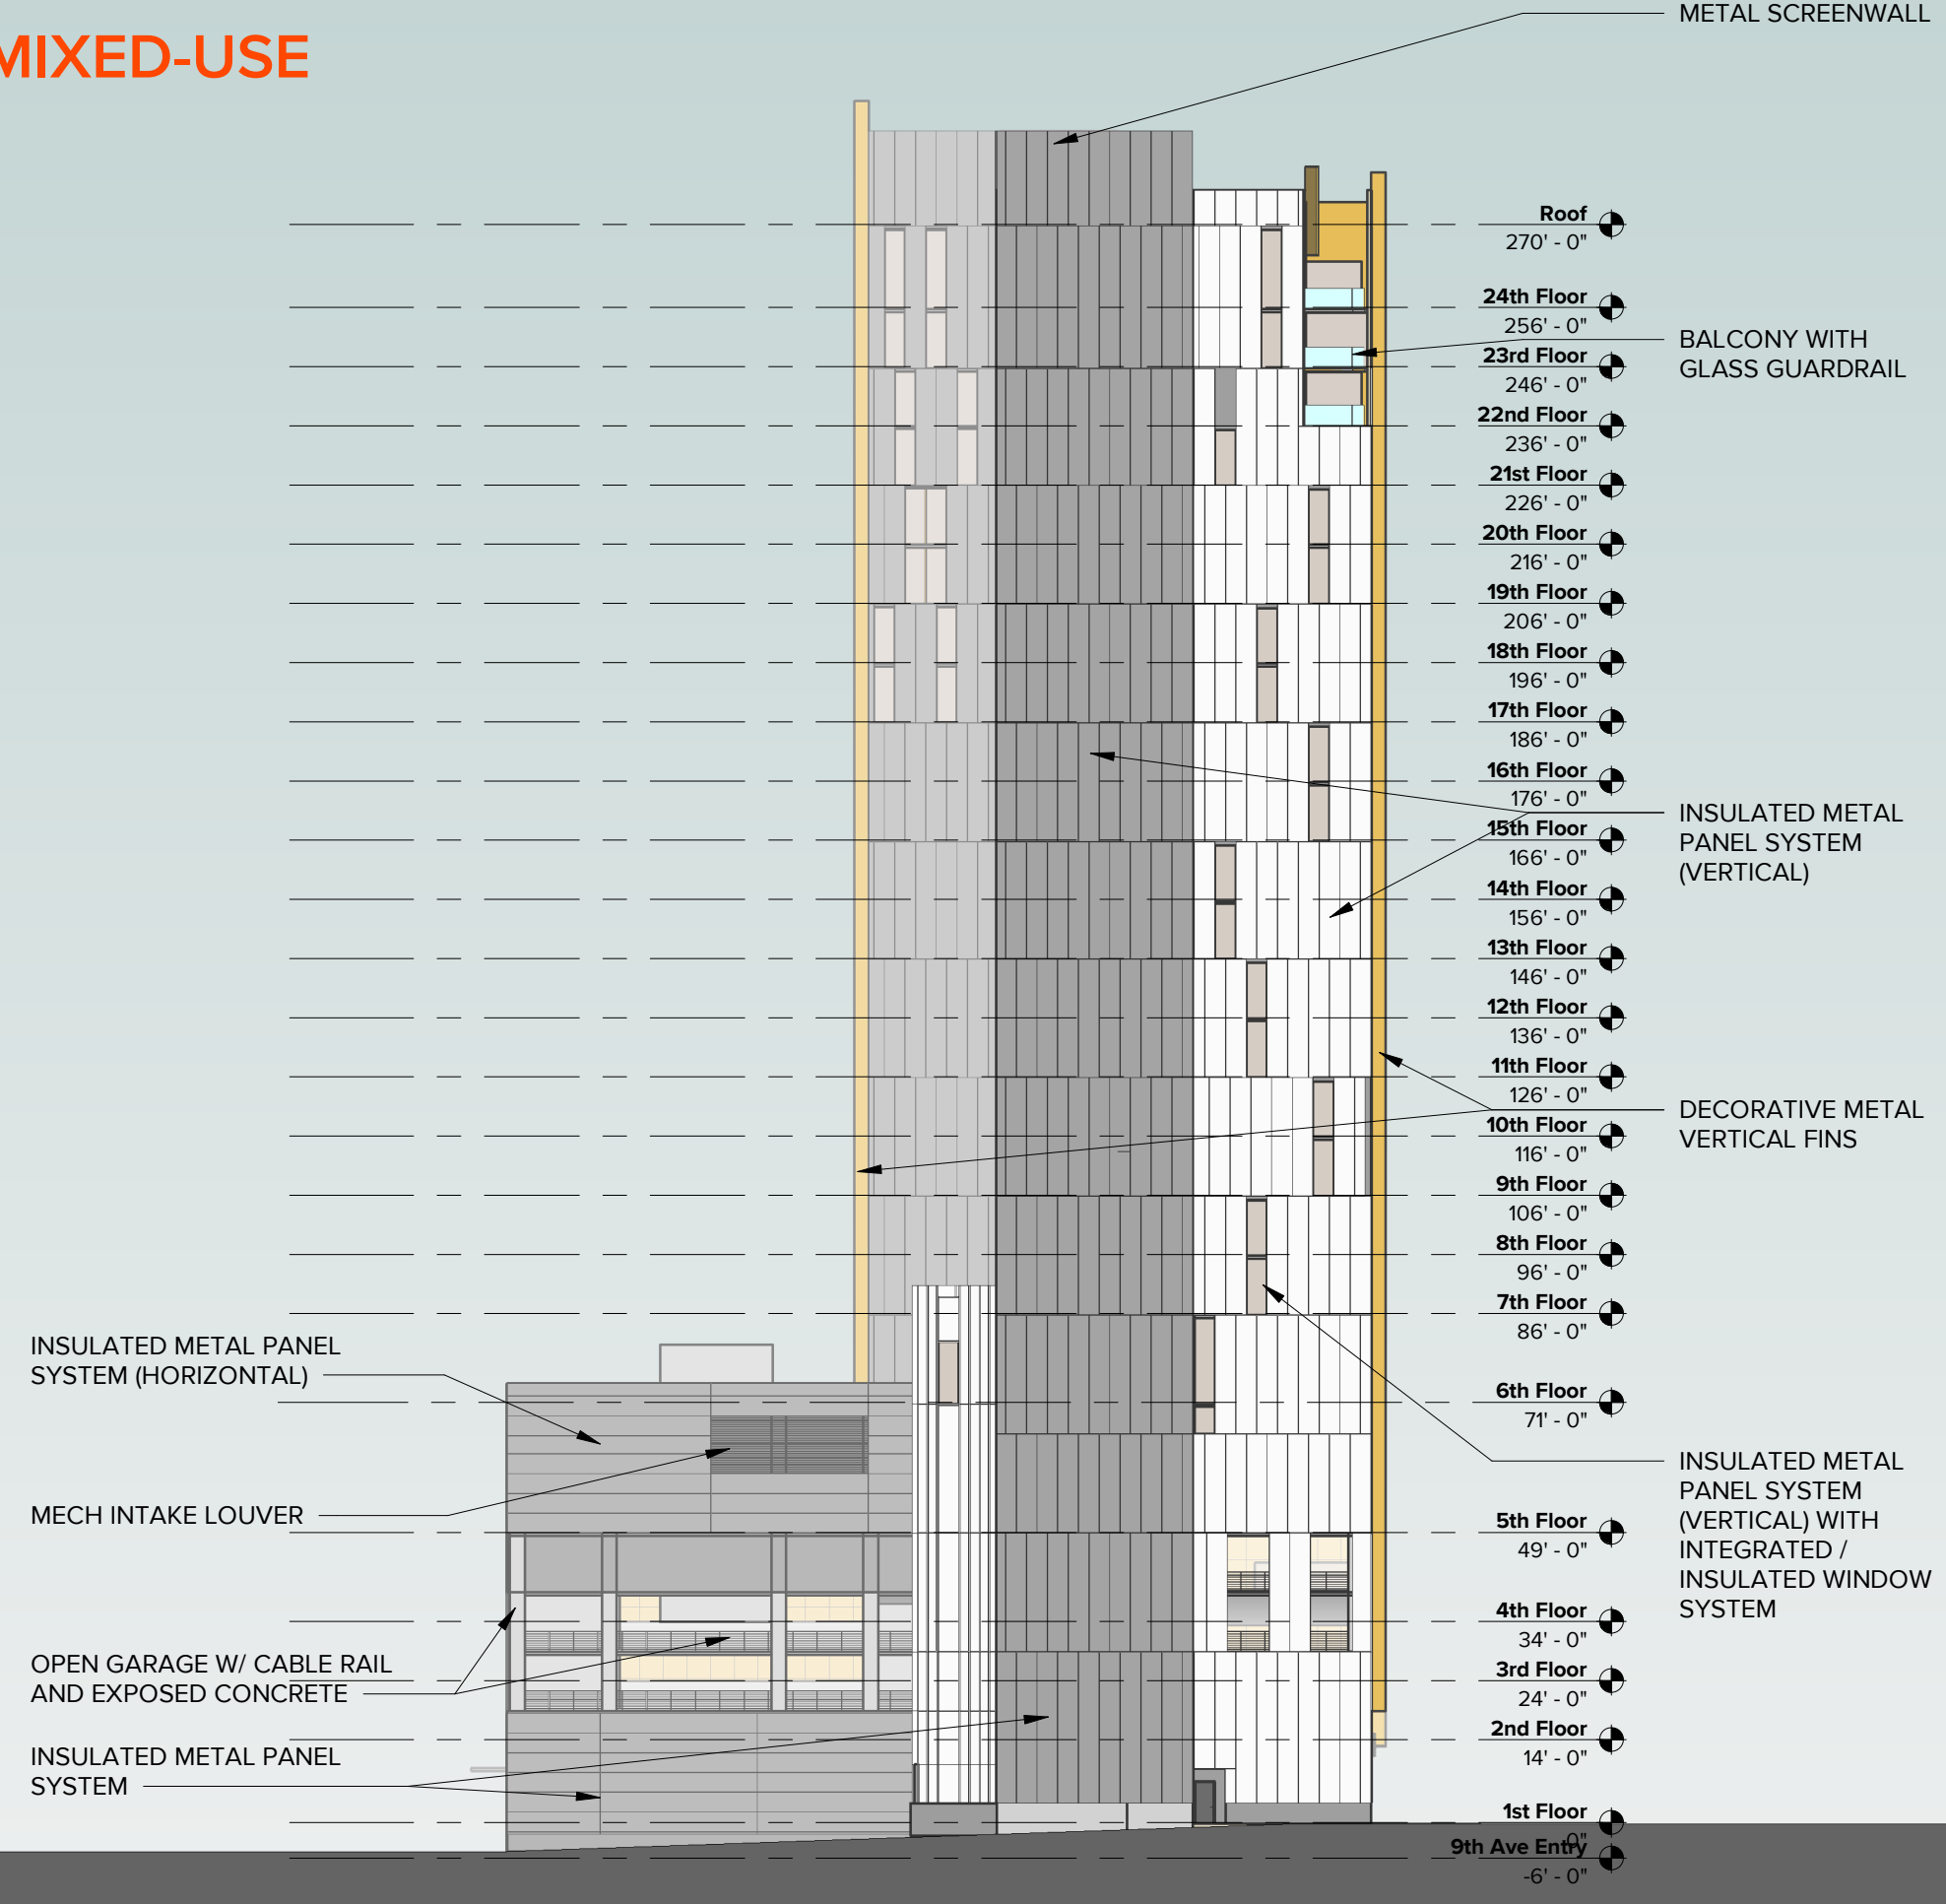 METAL SCREENWALL
MIXED-USE
Roof
270' - 0"
24th Floor
256' - 0"
BALCONY WITH
GLASS GUARDRAIL
23rd Floor
246' - 0"
22nd Floor
236' - 0"
21st Floor
226' - 0"
20th Floor
216' - 0"
19th Floor
206' - 0"
18th Floor
196' - 0"
17th Floor
186' - 0"
16th Floor
176' - 0"
INSULATED METAL
PANEL SYSTEM
(VERTICAL)
15th Floor
166' - 0"
14th Floor
156' - 0"
13th Floor
146' - 0"
12th Floor
136' - 0"
11th Floor
126' - 0"
DECORATIVE METAL
VERTICAL FINS
10th Floor
116' - 0"
9th Floor
106' - 0"
8th Floor
96' - 0"
7th Floor
86' - 0"
INSULATED METAL PANEL
SYSTEM (HORIZONTAL)
6th Floor
71' - 0"
INSULATED METAL
PANEL SYSTEM
(VERTICAL) WITH
INTEGRATED /
INSULATED WINDOW
SYSTEM
MECH INTAKE LOUVER
5th Floor
49' - 0"
4th Floor
34' - 0"
OPEN GARAGE W/ CABLE RAIL
AND EXPOSED CONCRETE
3rd Floor
24' - 0"
2nd Floor
14' - 0"
INSULATED METAL PANEL
SYSTEM
1st Floor
0"
9th Ave Entry
-6' - 0"